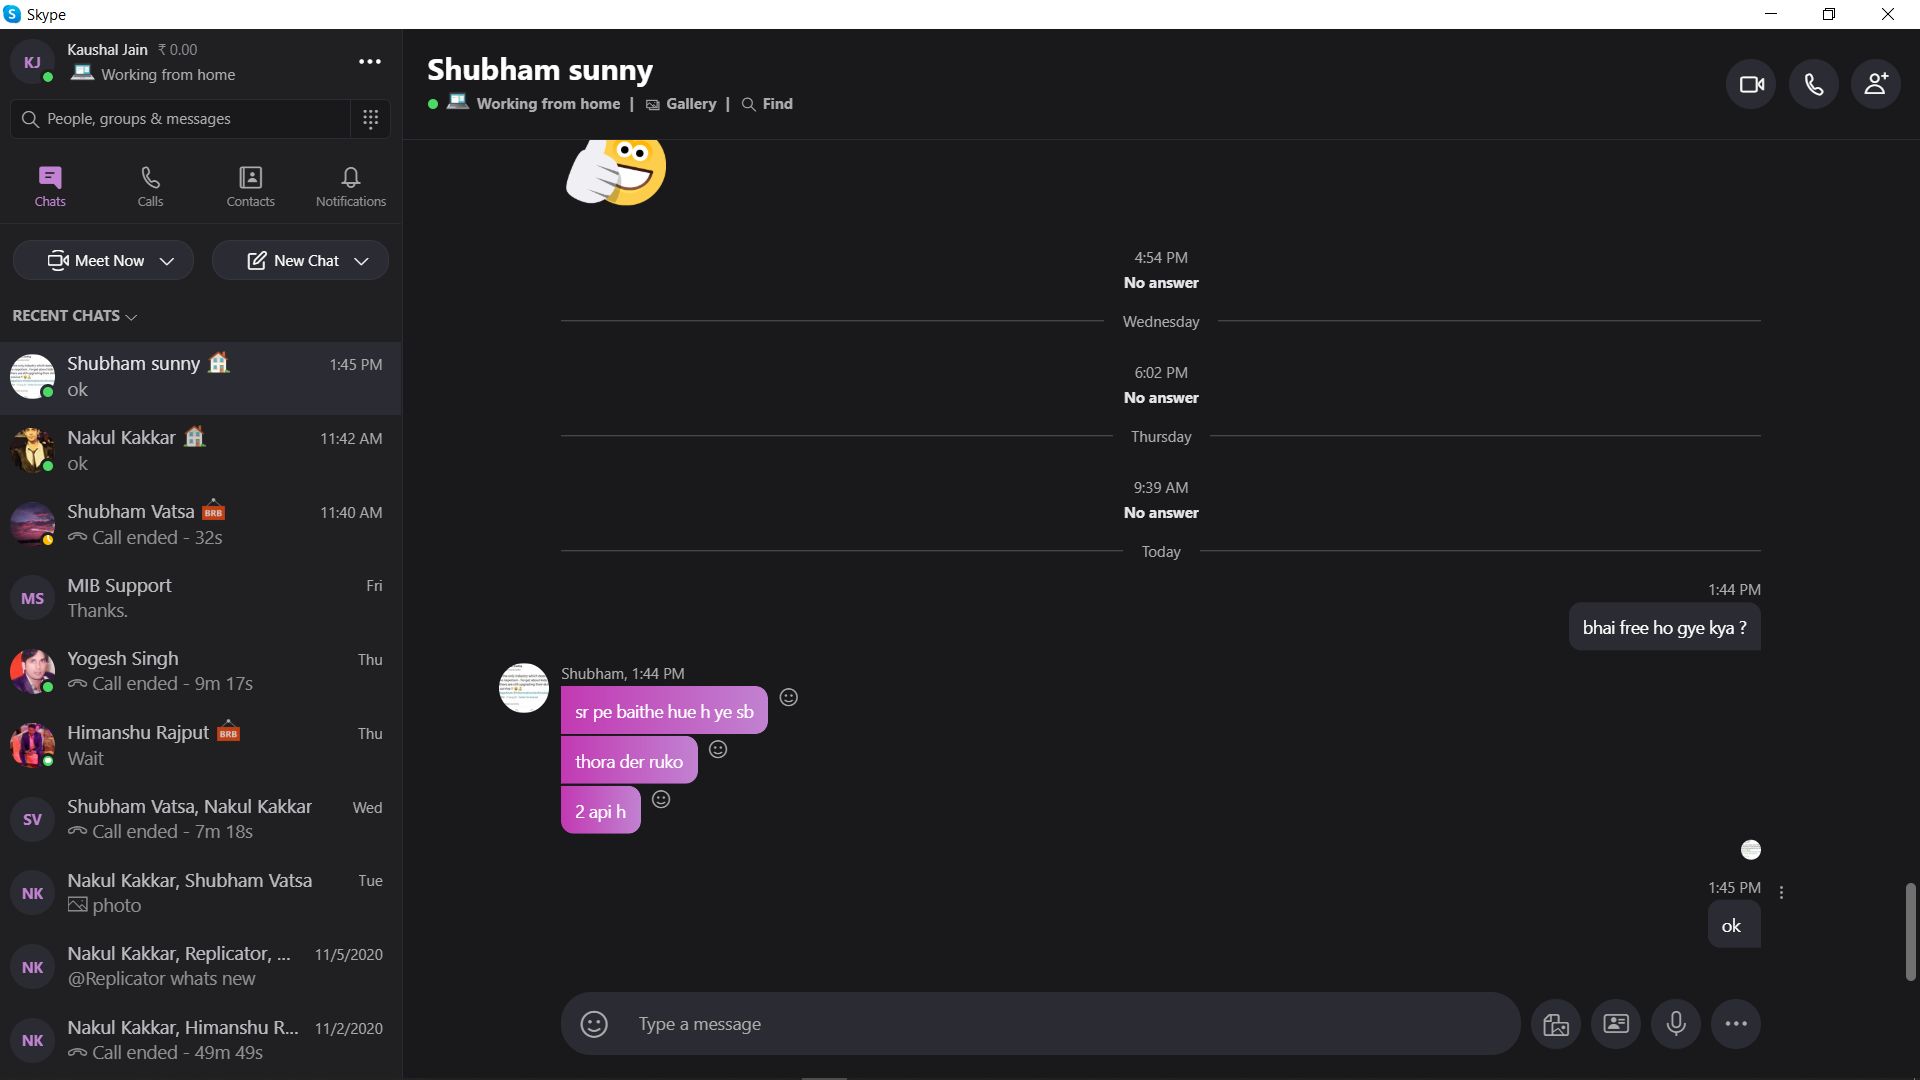 Skype
KJ
Kaushal Jain ₹ 0.00
Working from home
People, groups & messages
Chats
Calls
Contacts
Notifications
Meet Now
New Chat
RECENT CHATS
Shubham sunny
1:45 PM
ok
Nakul Kakkar
11:42 AM
ok
Shubham Vatsa
BRB
11:40 AM
Call ended - 32s
MS
MIB Support
Fri
Thanks.
Yogesh Singh
Thu
Call ended - 9m 17s
Himanshu Rajput
BRB
Thu
Wait
SV
Shubham Vatsa, Nakul Kakkar
Wed
Call ended - 7m 18s
NK
Nakul Kakkar, Shubham Vatsa
Tue
photo
NK
Nakul Kakkar, Replicator, ...
11/5/2020
@Replicator whats new
NK
Nakul Kakkar, Himanshu R...
11/2/2020
Call ended - 49m 49s
Shubham sunny
Working from home | Gallery | Find
4:54 PM
No answer
Wednesday
6:02 PM
No answer
Thursday
9:39 AM
No answer
Today
1:44 PM
bhai free ho gye kya ?
Shubham, 1:44 PM
sr pe baithe hue h ye sb
thora der ruko
2 api h
1:45 PM
ok
Type a message